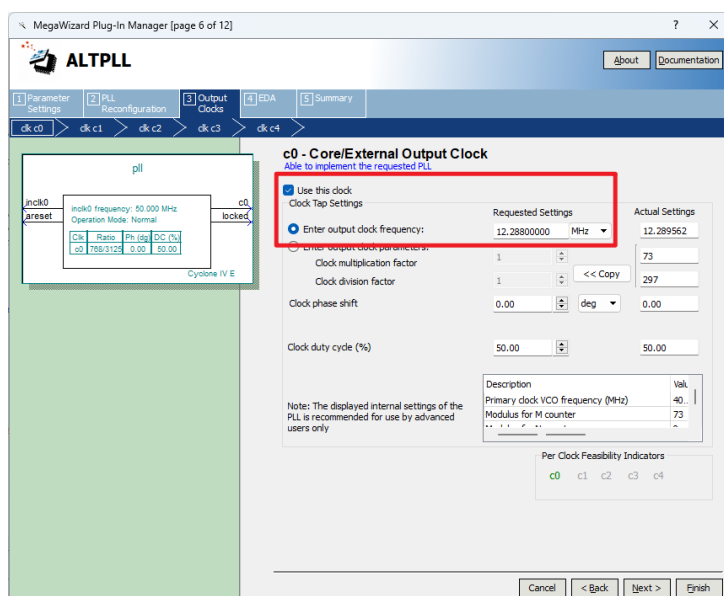 MegaWizard Plug-In Manager [page 6 of 12]
ALTPLL
About
Documentation
1 Parameter Settings
2 PLL Reconfiguration
3 Output Clocks
4 EDA
5 Summary
clk c0
clk c1
clk c2
clk c3
clk c4
pll
inclk0
areset
inclk0 frequency: 50.000 MHz
Operation Mode: Normal
Clk Ratio Ph (dg) DC (%)
c0 768/3125 0.00 50.00
c0
locked
Cyclone IV E
c0 - Core/External Output Clock
Able to implement the requested PLL
Use this clock
Clock Tap Settings
Requested Settings
Actual Settings
Enter output clock frequency:
12.28800000
MHz
12.289562
Enter output clock parameters:
Clock multiplication factor
1
73
<< Copy
Clock division factor
1
297
Clock phase shift
0.00
deg
0.00
Clock duty cycle (%)
50.00
50.00
Note: The displayed internal settings of the
PLL is recommended for use by advanced
users only
Description
Primary clock VCO frequency (MHz)
40...
Modulus for M counter
73
Per Clock Feasibility Indicators
c0 c1 c2 c3 c4
Cancel
< Back
Next >
Finish